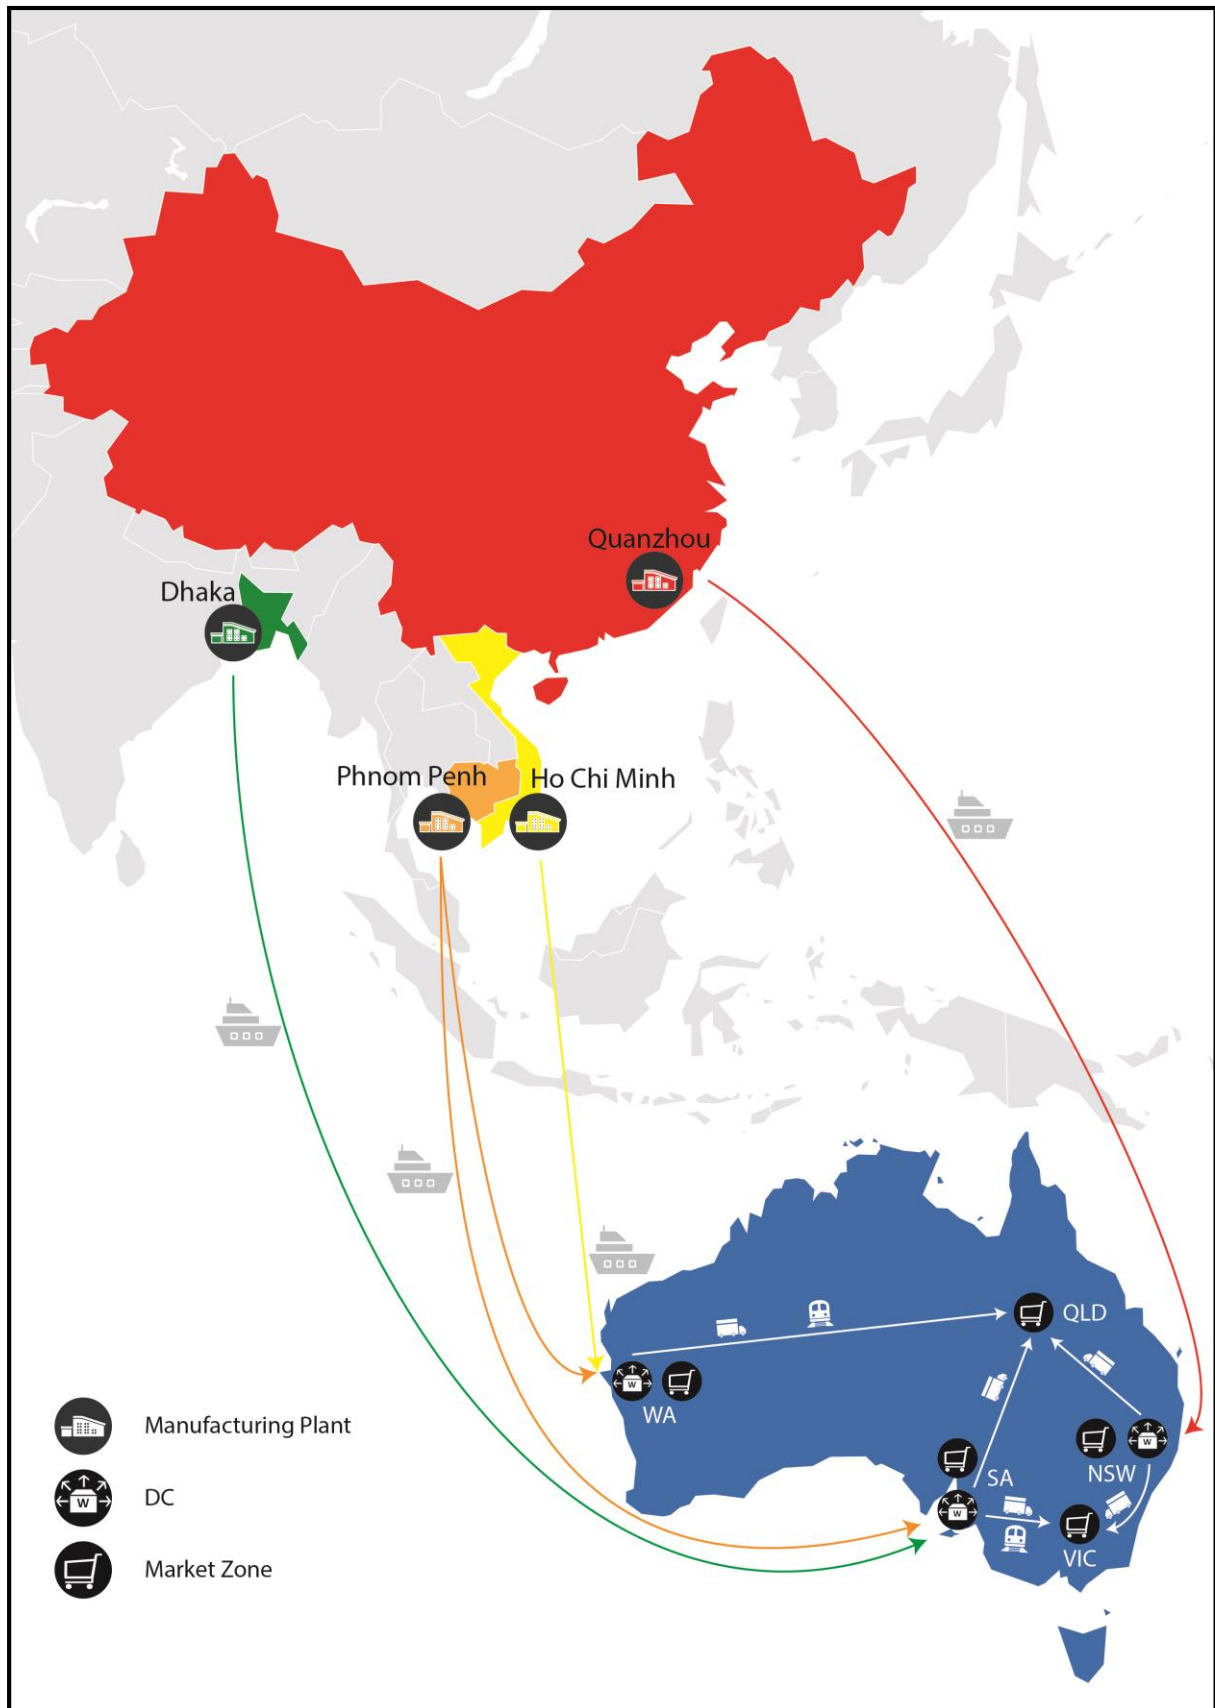 Quanzhou
Dhaka
Phnom Penh
Ho Chi Minh
QLD
W
WA
W
NSW
SA
W
VIC
Manufacturing Plant
W
DC
Market Zone